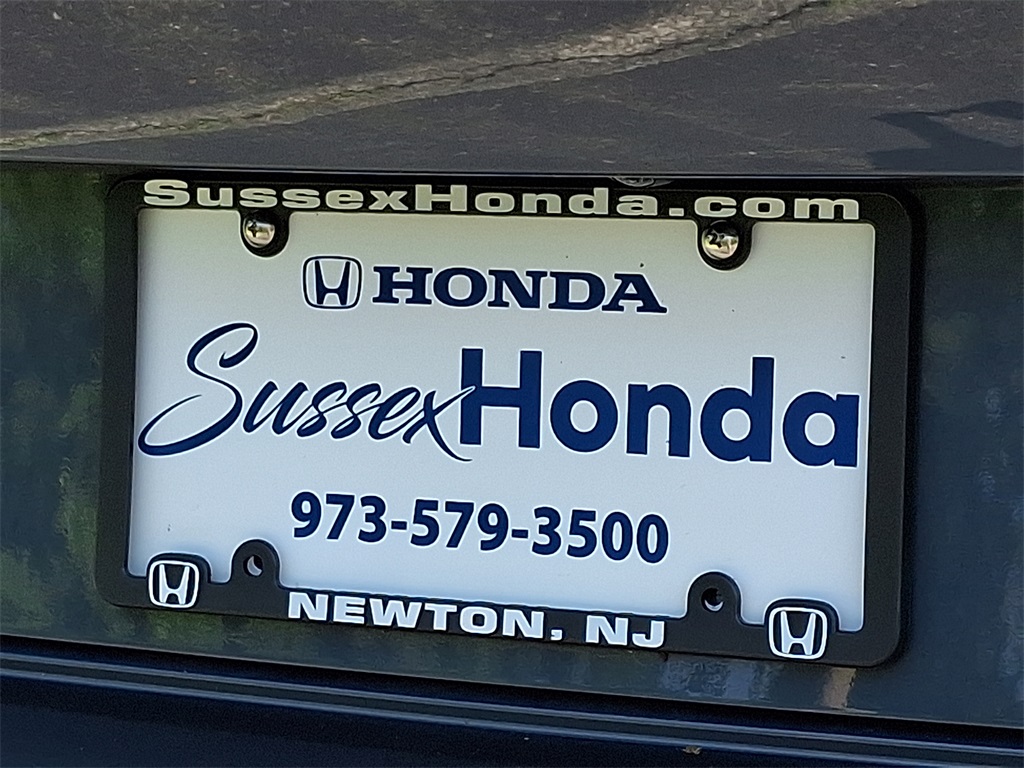 SussexHonda.com
HONDA
SussexHonda
973-579-3500
NEWTON, NJ